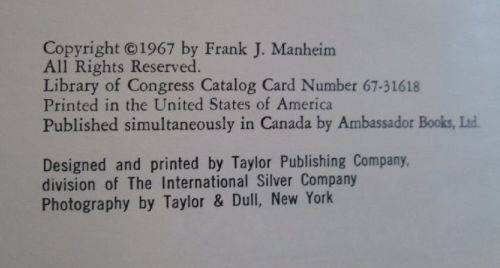 Copyright ©1967 by Frank J. Manheim
All Rights Reserved.
Library of Congress Catalog Card Number 67-31618
Printed in the United States of America
Published simultaneously in Canada by Ambassador Books, Ltd.
Designed and printed by Taylor Publishing Company,
division of The International Silver Company
Photography by Taylor & Dull, New York